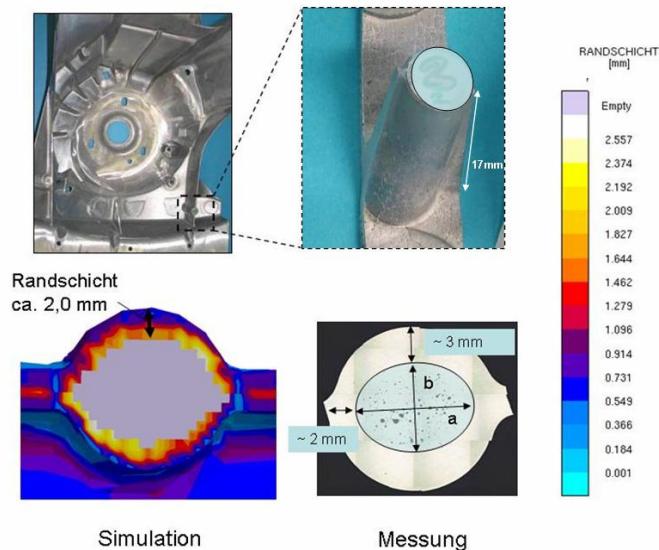 17mm
RANDSCHICHT
[mm]
Empty
2.557
2.374
2.192
2.009
1.827
1.644
1.462
1.279
1.096
0.914
0.731
0.549
0.366
0.184
0.001
Randschicht
ca. 2,0 mm
~ 3 mm
b
a
~ 2 mm
Simulation
Messung